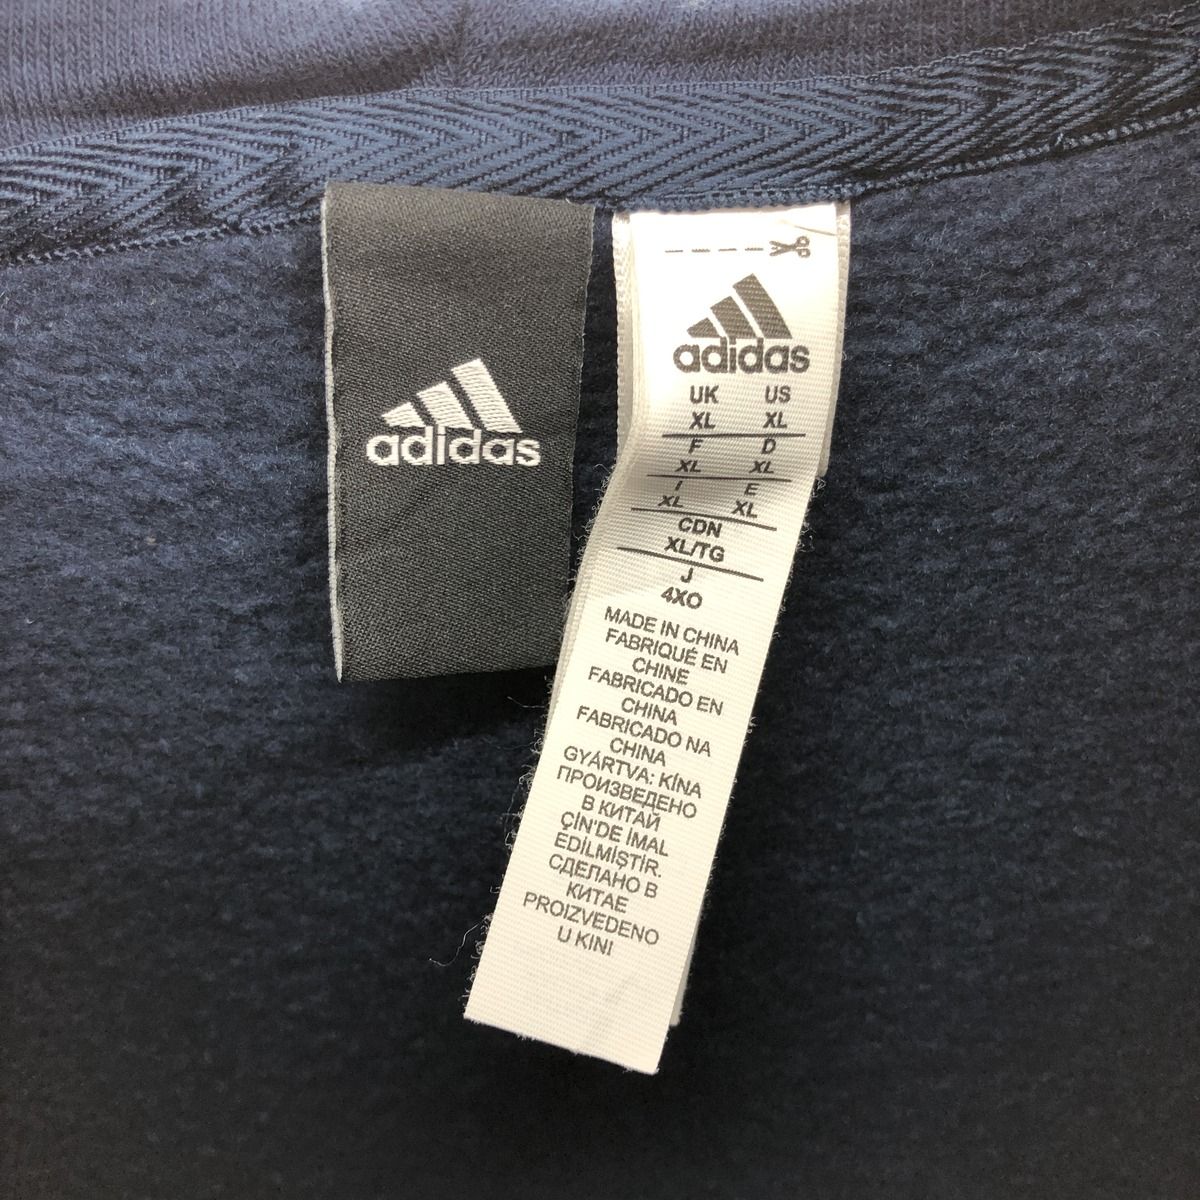 adidas
adidas
UK US
XL XL
F D
XL XL
I E
XL XL
CDN
XL/TG
J
4XO
MADE IN CHINA
FABRIQUÉ EN
CHINE
FABRICADO EN
CHINA
FABRICADO NA
CHINA
GYÁRTVA: KÍNA
ПРОИЗВЕДЕНО
В КИТАЙ
ÇİN'DE İMAL
EDİLMİŞTİR.
СДЕЛАНО В
КИТАЕ
PROIZVEDENO
U KINI